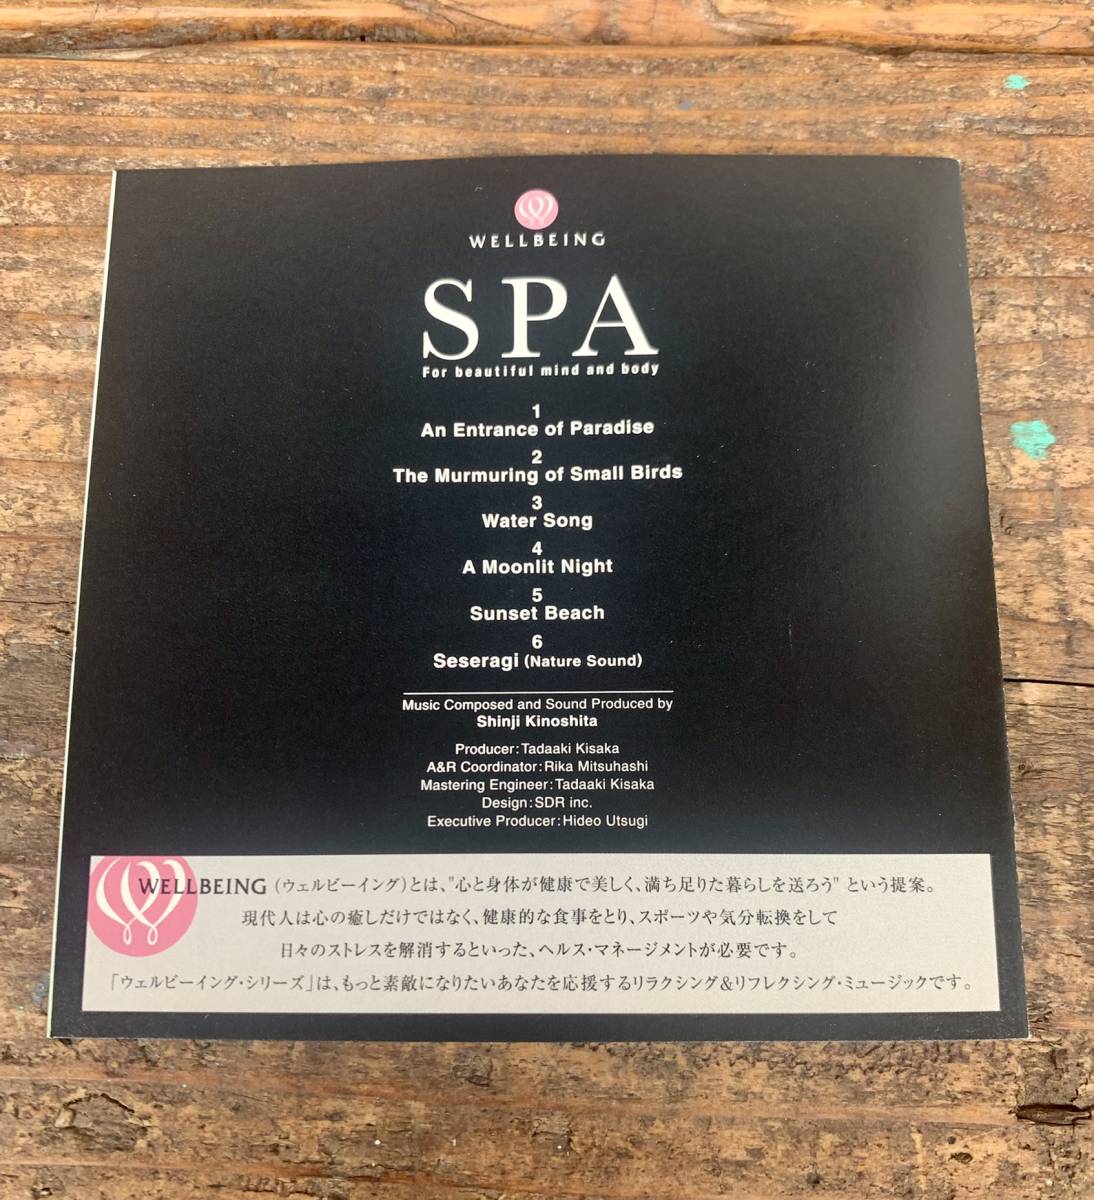 WELLBEING
SPA
For beautiful mind and body
1
An Entrance of Paradise
2
The Murmuring of Small Birds
3
Water Song
4
A Moonlit Night
5
Sunset Beach
6
Seseragi (Nature Sound)
Music Composed and Sound Produced by
Shinji Kinoshita
Producer:Tadaaki Kisaka
A&R Coordinator:Rika Mitsuhashi
Mastering Engineer:Tadaaki Kisaka
Design:SDR inc.
Executive Producer:Hideo Utsugi
WELLBEING（ウェルビーイング）とは、"心と身体が健康で美しく、満ち足りた暮らしを送ろう" という提案。
現代人は心の癒しだけではなく、健康的な食事をとり、スポーツや気分転換をして
日々のストレスを解消するといった、ヘルス・マネージメントが必要です。
「ウェルビーイング・シリーズ」は、もっと素敵になりたいあなたを応援するリラクシング&リフレクシング・ミュージックです。